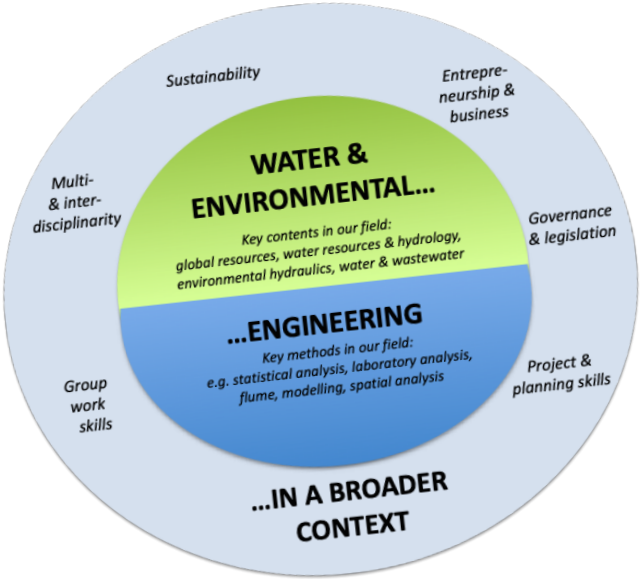 Sustainability
Entrepre-
neurship &
business
Multi-
& inter-
disciplinarity
WATER &
ENVIRONMENTAL...
Key contents in our field:
global resources, water resources & hydrology,
environmental hydraulics, water & wastewater
Governance
& legislation
...ENGINEERING
Key methods in our field:
e.g. statistical analysis, laboratory analysis,
flume, modelling, spatial analysis
Group
work
skills
Project &
planning skills
...IN A BROADER
CONTEXT